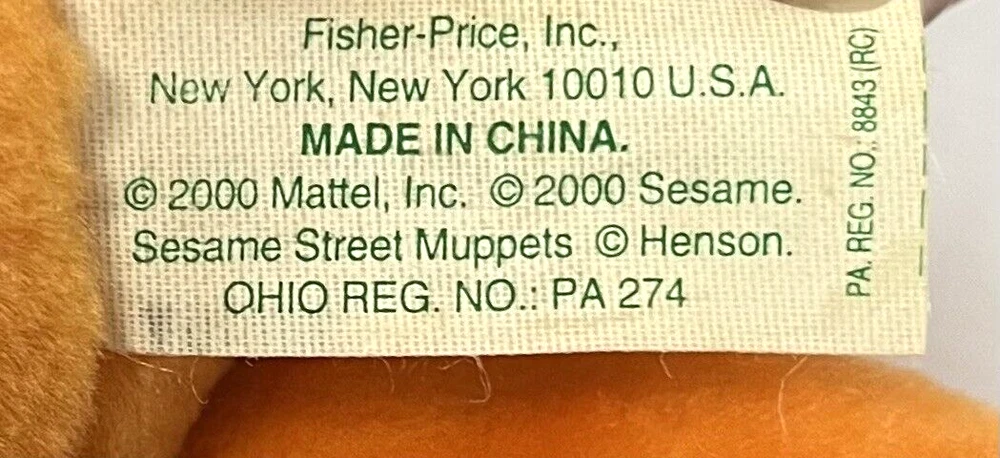 Fisher-Price, Inc.,
New York, New York 10010 U.S.A.
MADE IN CHINA.
© 2000 Mattel, Inc. © 2000 Sesame.
Sesame Street Muppets © Henson.
OHIO REG. NO.: PA 274
PA. REG. NO.: 8843 (RC)